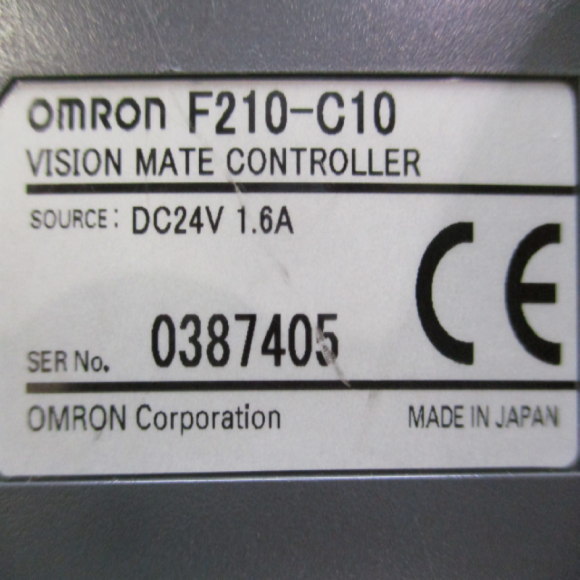 OMRON F210-C10
VISION MATE CONTROLLER
SOURCE: DC24V 1.6A
CE
SER No. 0387405
OMRON Corporation MADE IN JAPAN